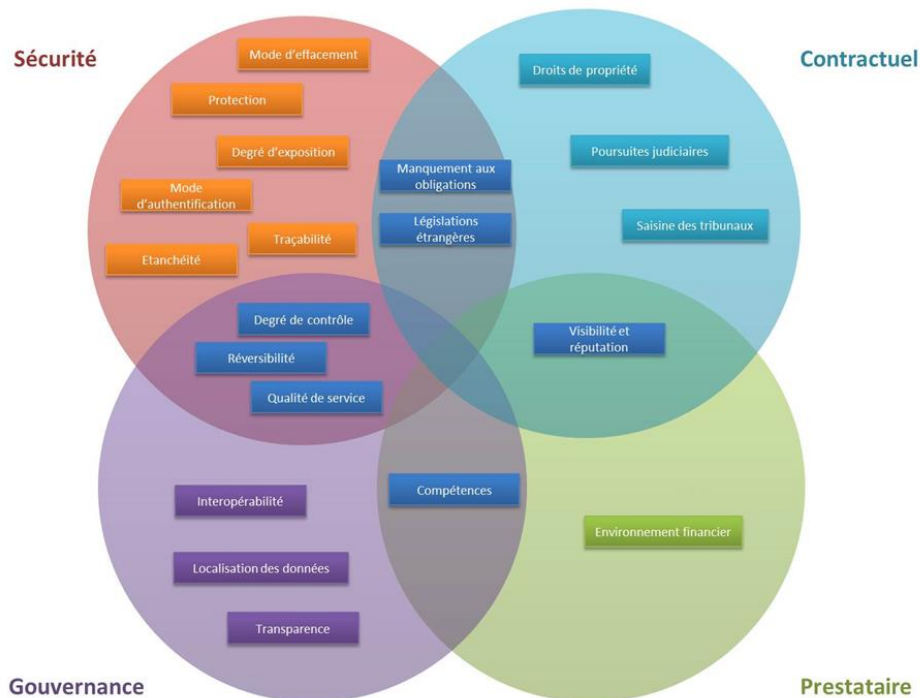 Sécurité
Contractuel
Mode d'effacement
Droits de propriété
Protection
Degré d'exposition
Poursuites judiciaires
Manquement aux
obligations
Mode
d'authentification
Législations
étrangères
Saisine des tribunaux
Traçabilité
Etanchéité
Degré de contrôle
Visibilité et
réputation
Réversibilité
Qualité de service
Compétences
Interopérabilité
Environnement financier
Localisation des données
Transparence
Gouvernance
Prestataire